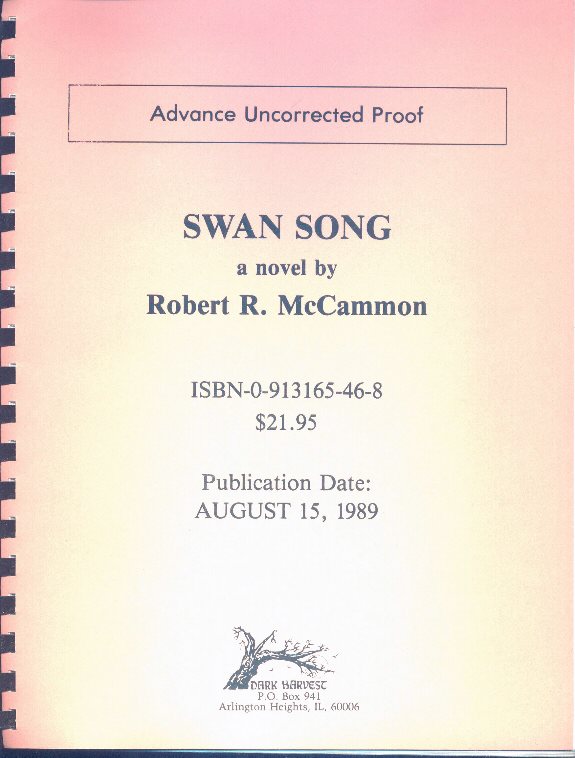 Advance Uncorrected Proof
SWAN SONG
a novel by
Robert R. McCammon
ISBN-0-913165-46-8
$21.95
Publication Date:
AUGUST 15, 1989
DARK HARVEST
P.O. Box 941
Arlington Heights, IL, 60006